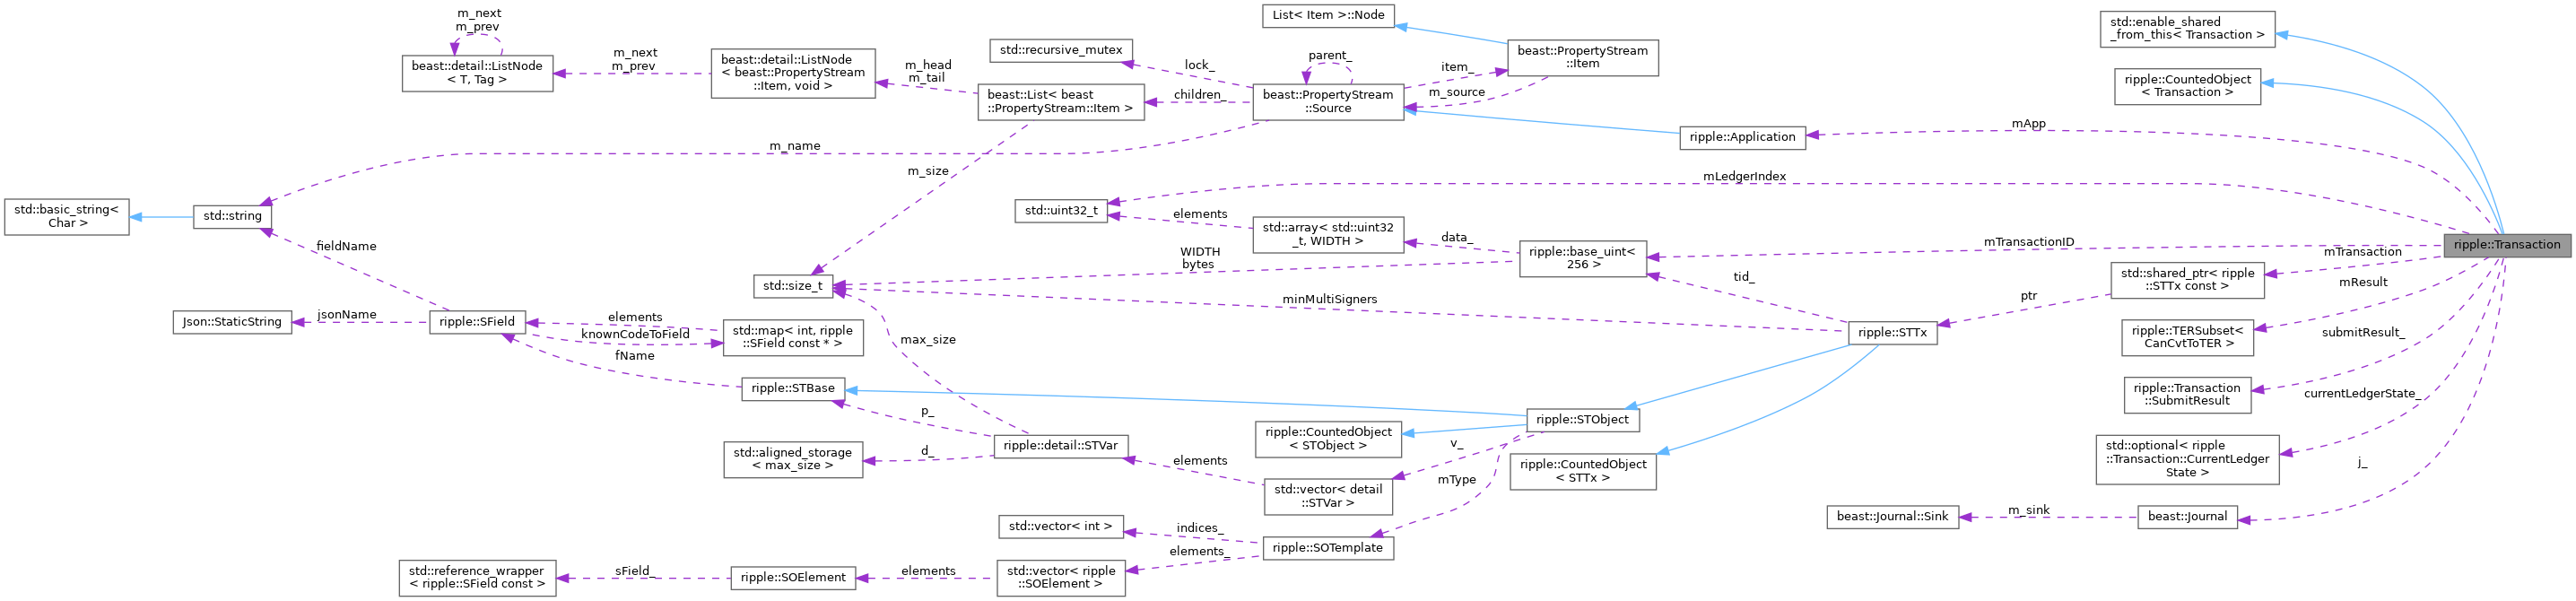 m_next
m_prev
beast::detail::ListNode
< T, Tag >
m_next
m_prev
beast::detail::ListNode
< beast::PropertyStream
::Item, void >
m_head
m_tail
std::recursive_mutex
beast::List< beast
::PropertyStream::Item >
lock_
children_
List< Item >::Node
parent_
beast::PropertyStream
::Source
item_
m_source
beast::PropertyStream
::Item
ripple::Application
mApp
std::enable_shared
_from_this< Transaction >
ripple::CountedObject
< Transaction >
m_name
m_size
mLedgerIndex
std::basic_string<
Char >
std::string
fieldName
std::uint32_t
elements
std::array< std::uint32
_t, WIDTH >
data_
ripple::base_uint<
256 >
mTransactionID
ripple::Transaction
WIDTH
bytes
std::size_t
minMultiSigners
tid_
mTransaction
std::shared_ptr< ripple
::STTx const >
ptr
mResult
Json::StaticString
jsonName
ripple::SField
elements
knownCodeToField
std::map< int, ripple
::SField const * >
fName
max_size
ripple::STTx
ripple::TERSubset<
CanCvtToTER >
submitResult_
ripple::STBase
p_
ripple::Transaction
::SubmitResult
currentLedgerState_
std::aligned_storage
< max_size >
d_
ripple::detail::STVar
elements
ripple::CountedObject
< STObject >
ripple::STObject
v_
mType
std::vector< detail
::STVar >
ripple::CountedObject
< STTx >
std::optional< ripple
::Transaction::CurrentLedger
State >
j_
beast::Journal::Sink
m_sink
beast::Journal
std::vector< int >
indices_
elements_
ripple::SOTemplate
std::reference_wrapper
< ripple::SField const >
sField_
ripple::SOElement
elements
std::vector< ripple
::SOElement >